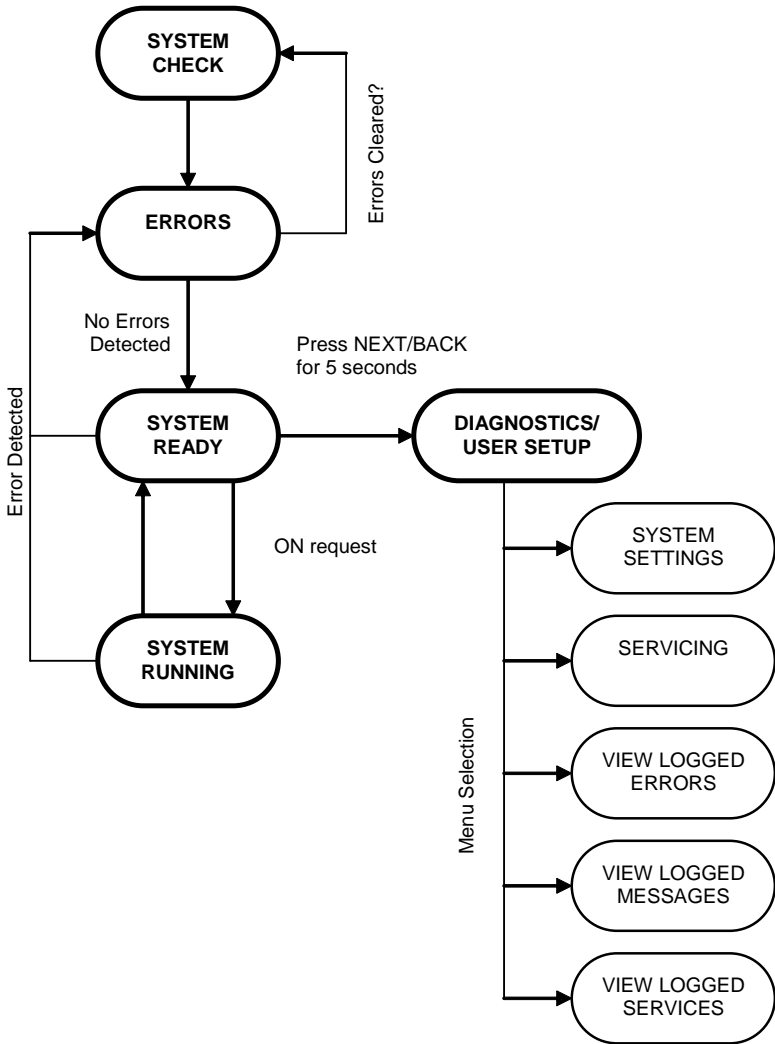 SYSTEM
CHECK
Errors Cleared?
ERRORS
No Errors
Detected
Press NEXT/BACK
for 5 seconds
Error Detected
SYSTEM
READY
DIAGNOSTICS/
USER SETUP
ON request
SYSTEM
RUNNING
Menu Selection
SYSTEM
SETTINGS
SERVICING
VIEW LOGGED
ERRORS
VIEW LOGGED
MESSAGES
VIEW LOGGED
SERVICES